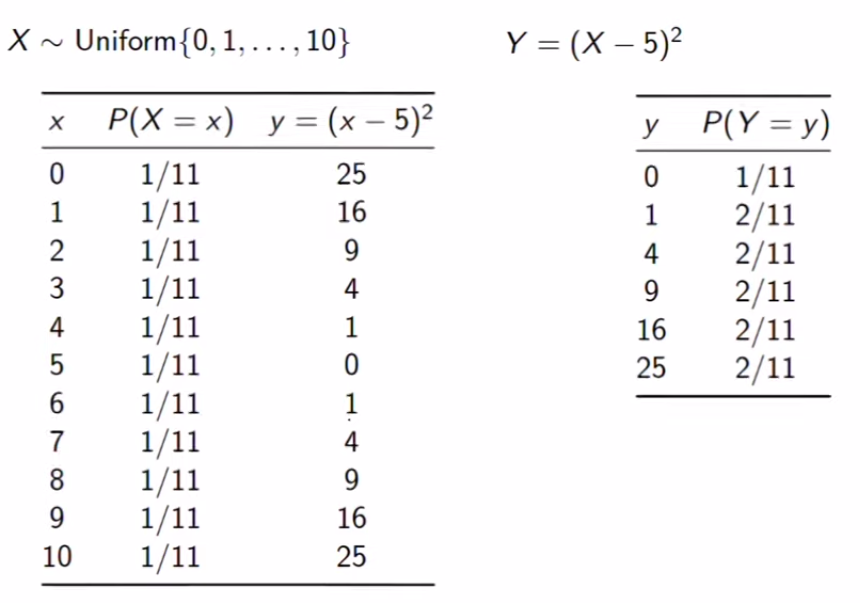 X ∼ Uniform{0, 1, . . . , 10}
Y = (X − 5)²
x P(X = x) y = (x − 5)²
0 1/11 25
1 1/11 16
2 1/11 9
3 1/11 4
4 1/11 1
5 1/11 0
6 1/11 1
7 1/11 4
8 1/11 9
9 1/11 16
10 1/11 25
y P(Y = y)
0 1/11
1 2/11
4 2/11
9 2/11
16 2/11
25 2/11